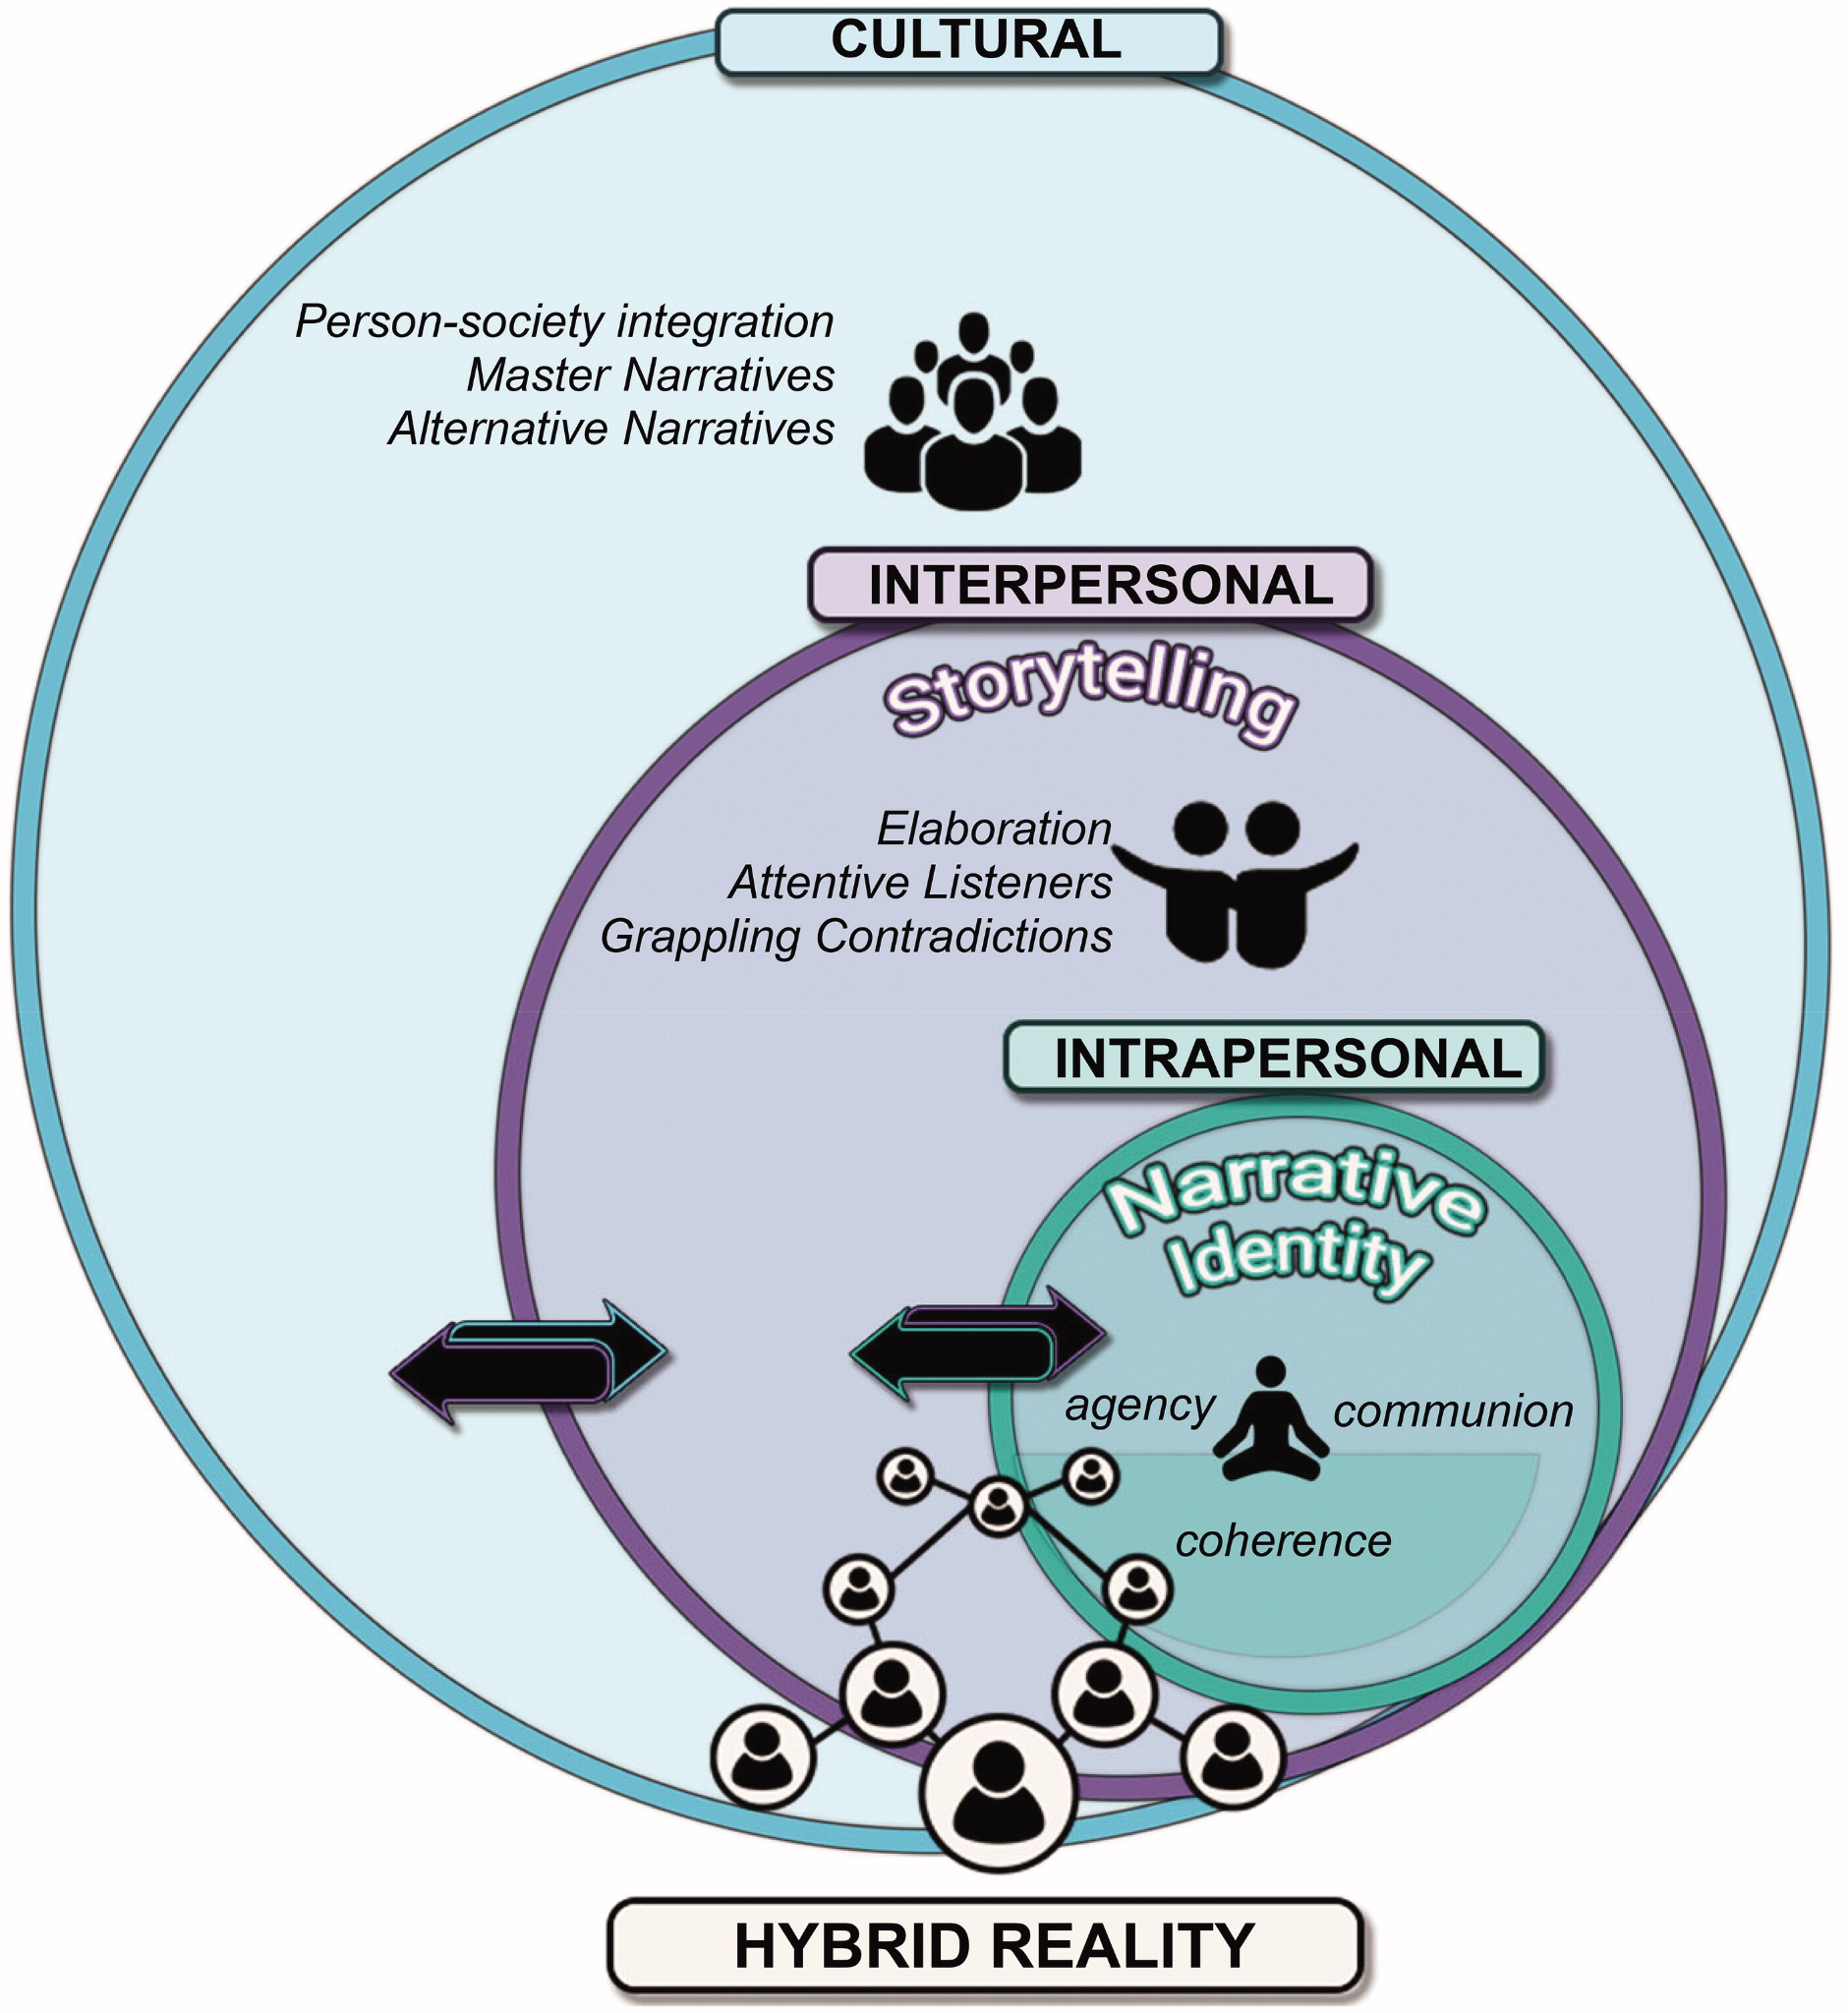 CULTURAL
Person-society integration
Master Narratives
Alternative Narratives
INTERPERSONAL
Storytelling
Elaboration
Attentive Listeners
Grappling Contradictions
INTRAPERSONAL
Narrative
Identity
agency
communion
coherence
HYBRID REALITY